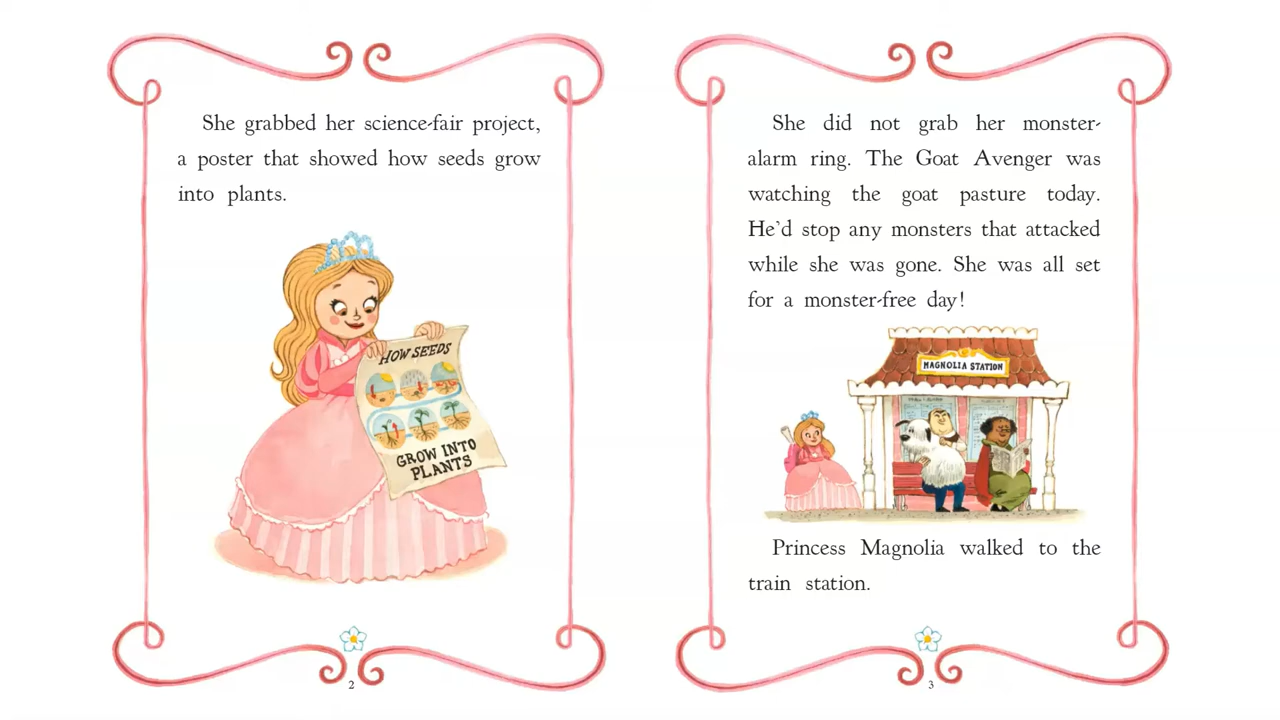 She grabbed her science-fair project,
a poster that showed how seeds grow
into plants.
HOW SEEDS
GROW INTO
PLANTS
2
She did not grab her monster-
alarm ring. The Goat Avenger was
watching the goat pasture today.
He'd stop any monsters that attacked
while she was gone. She was all set
for a monster-free day!
MAGNOLIA STATION
Princess Magnolia walked to the
train station.
3